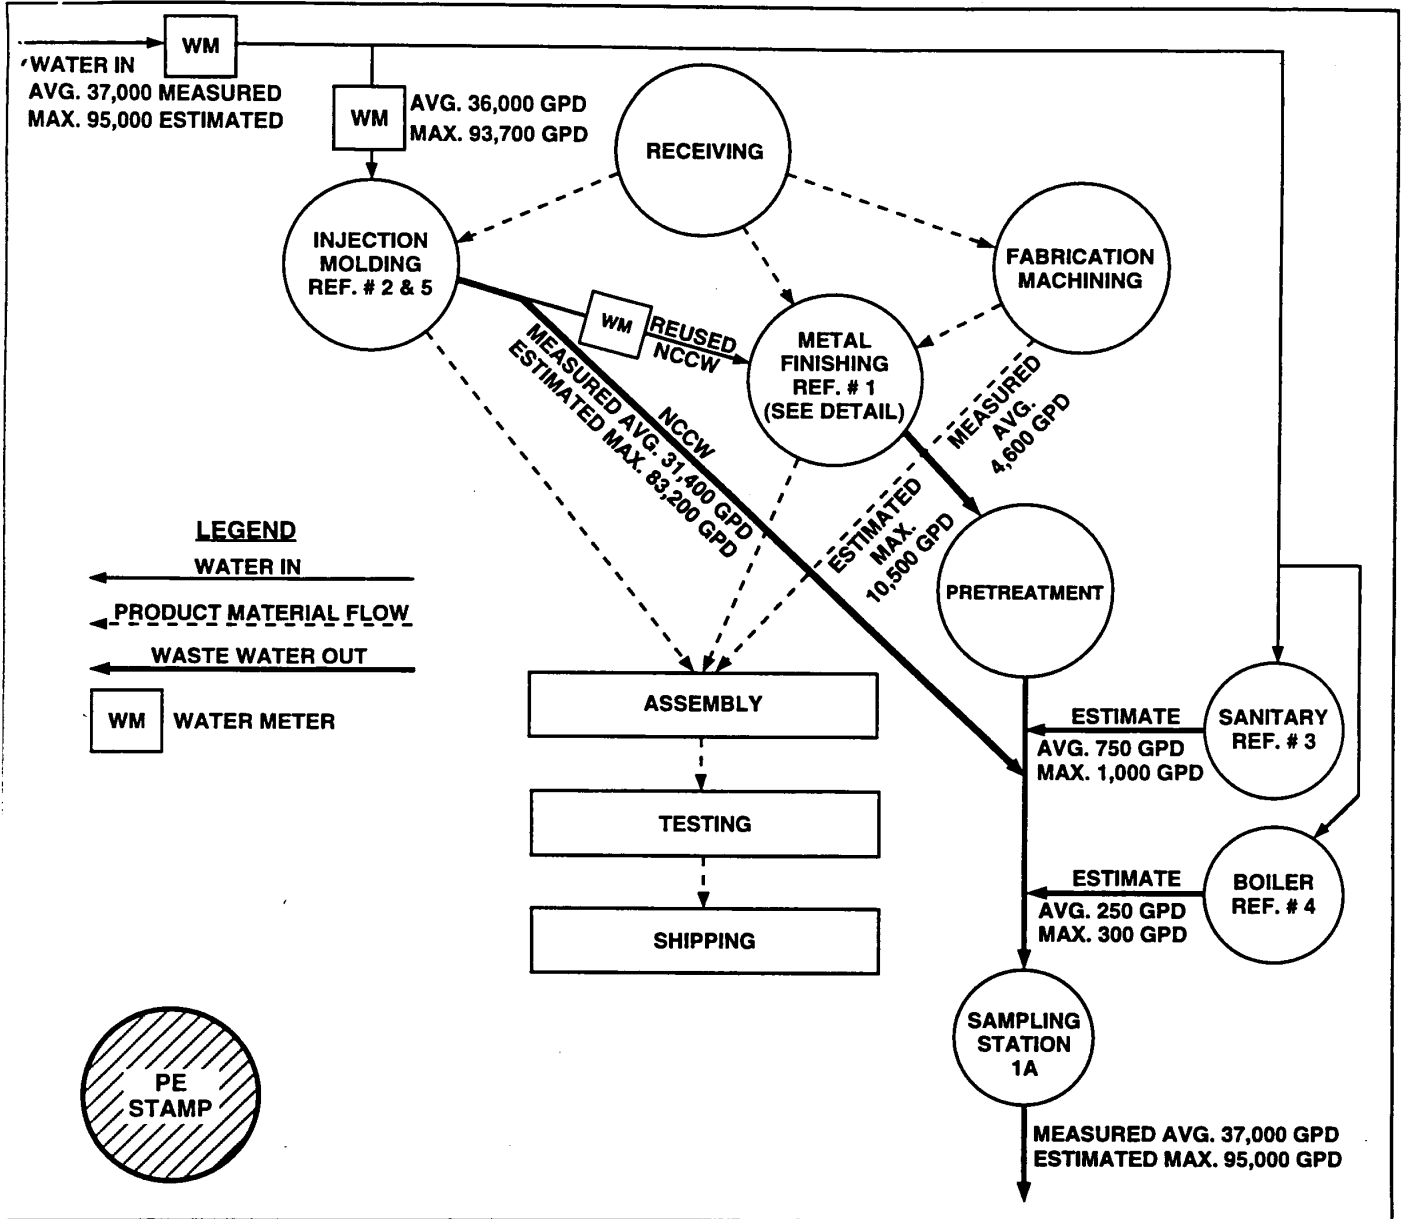 WM
WATER IN
AVG. 37,000 MEASURED
MAX. 95,000 ESTIMATED
WM
AVG. 36,000 GPD
MAX. 93,700 GPD
RECEIVING
INJECTION
MOLDING
REF. # 2 & 5
FABRICATION
MACHINING
WM
REUSED
NCCW
METAL
FINISHING
REF. # 1
(SEE DETAIL)
MEASURED
AVG.
4,600 GPD
NCCW
MEASURED AVG. 31,400 GPD
ESTIMATED MAX. 83,200 GPD
ESTIMATED
MAX.
10,500 GPD
PRETREATMENT
LEGEND
WATER IN
PRODUCT MATERIAL FLOW
WASTE WATER OUT
WM
WATER METER
ASSEMBLY
TESTING
SHIPPING
ESTIMATE
AVG. 750 GPD
MAX. 1,000 GPD
SANITARY
REF. # 3
ESTIMATE
AVG. 250 GPD
MAX. 300 GPD
BOILER
REF. # 4
SAMPLING
STATION
1A
PE
STAMP
MEASURED AVG. 37,000 GPD
ESTIMATED MAX. 95,000 GPD